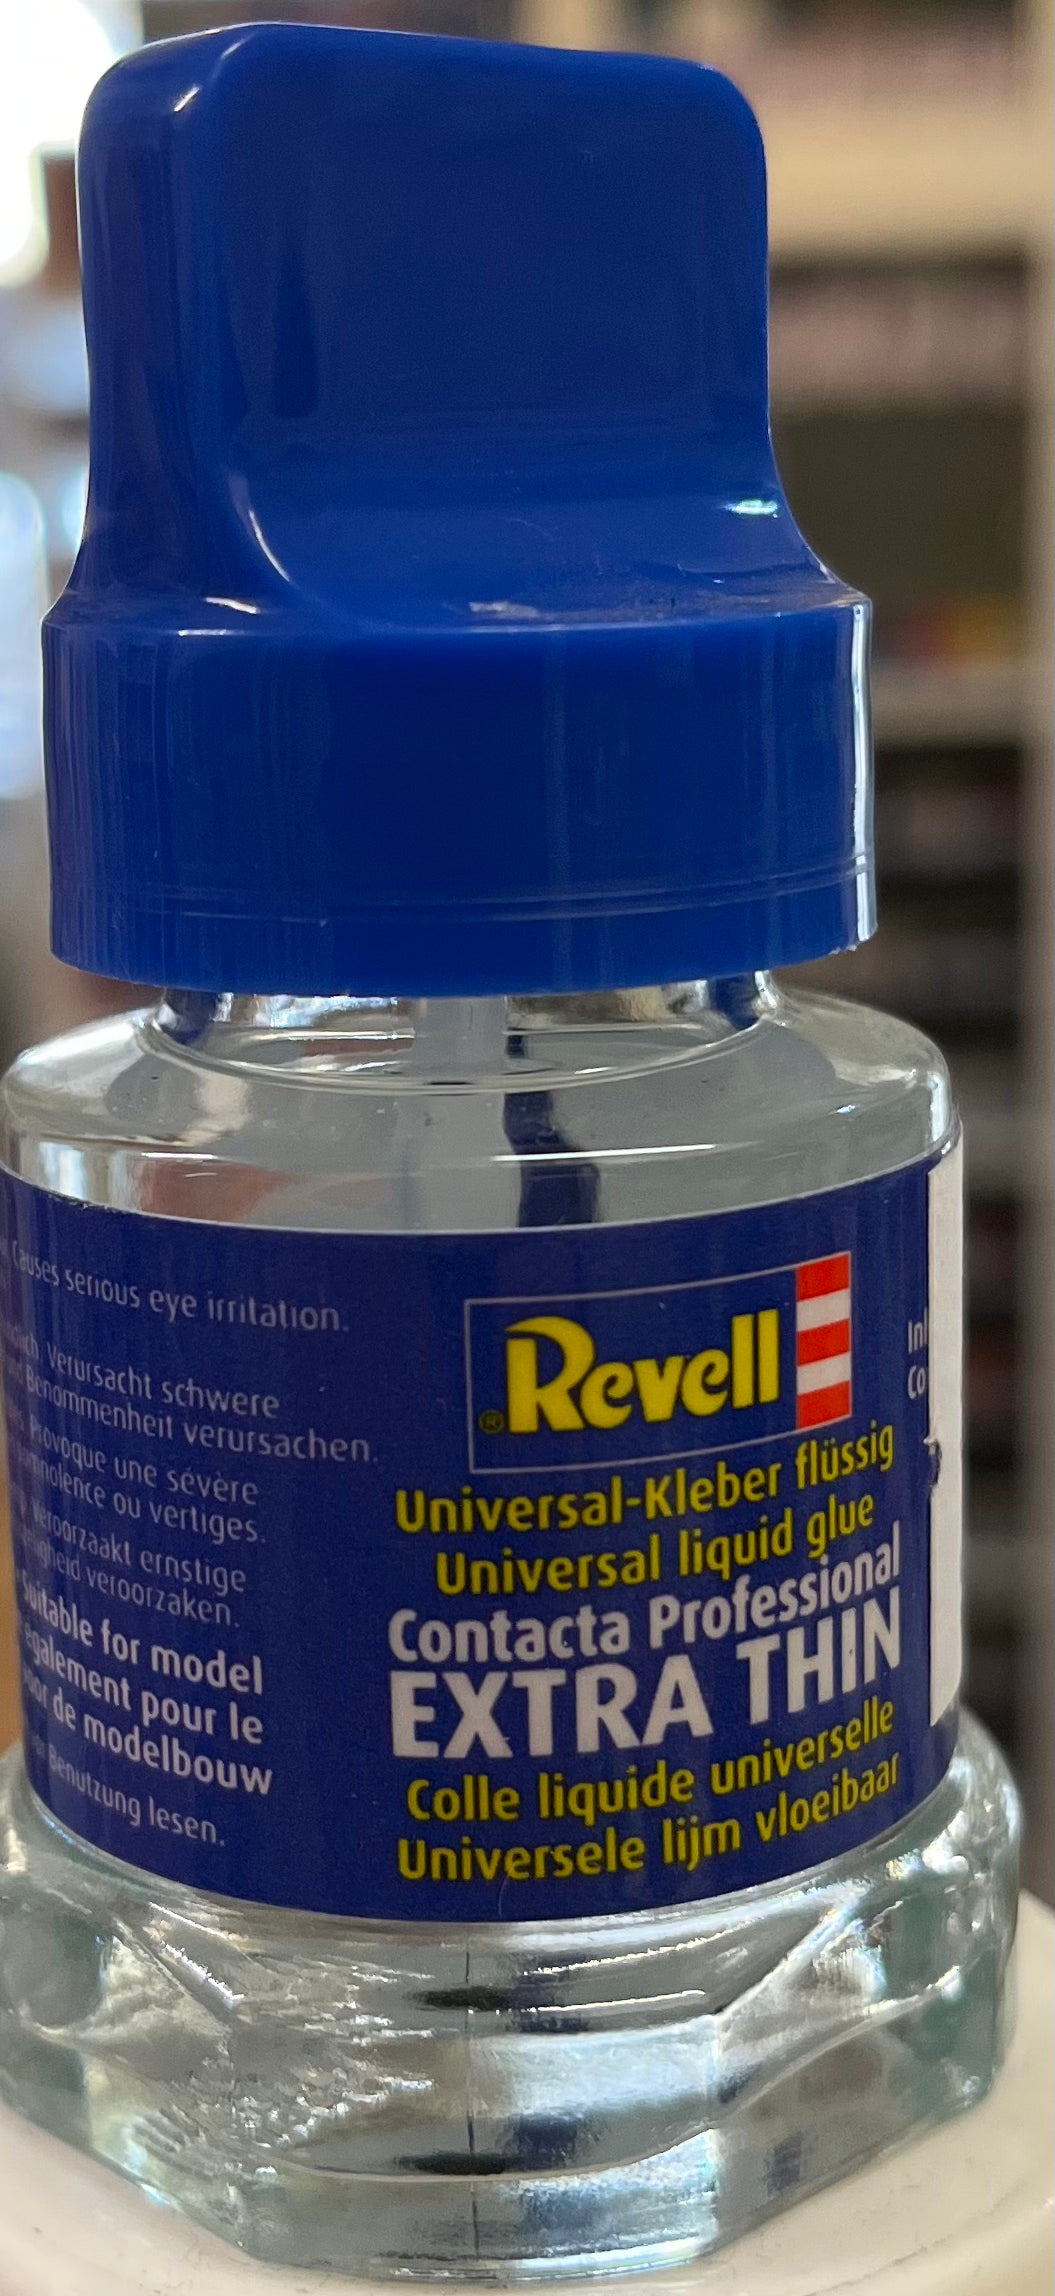 Causes serious eye irritation.
Verursacht schwere
Benommenheit verursachen.
Provoque une sévère
ou vertiges.
veroorzaakt ernstige
veroorzaken.
Suitable for model
également pour le
voor de modelbouw
Benutzung lesen.
® Revell
Universal-Kleber flüssig
Universal liquid glue
Contacta Professional
EXTRA THIN
Colle liquide universelle
Universele lijm vloeibaar